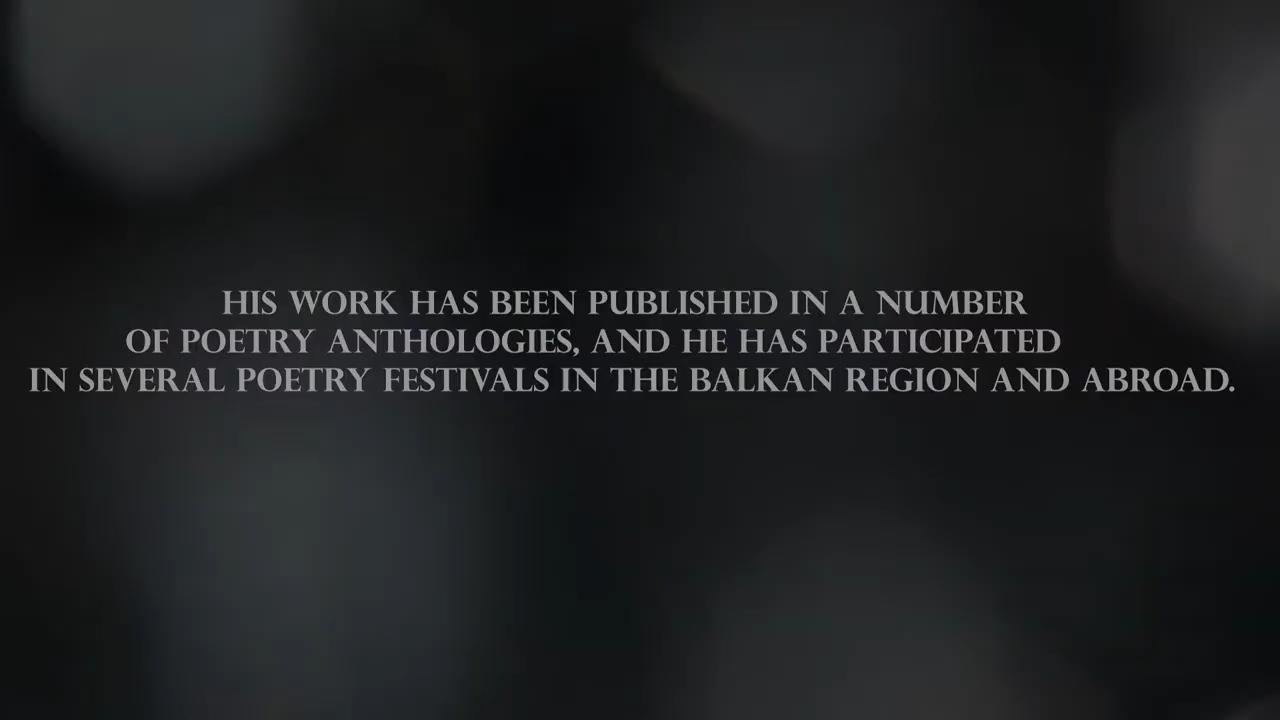 HIS WORK HAS BEEN PUBLISHED IN A NUMBER
OF POETRY ANTHOLOGIES, AND HE HAS PARTICIPATED
IN SEVERAL POETRY FESTIVALS IN THE BALKAN REGION AND ABROAD.